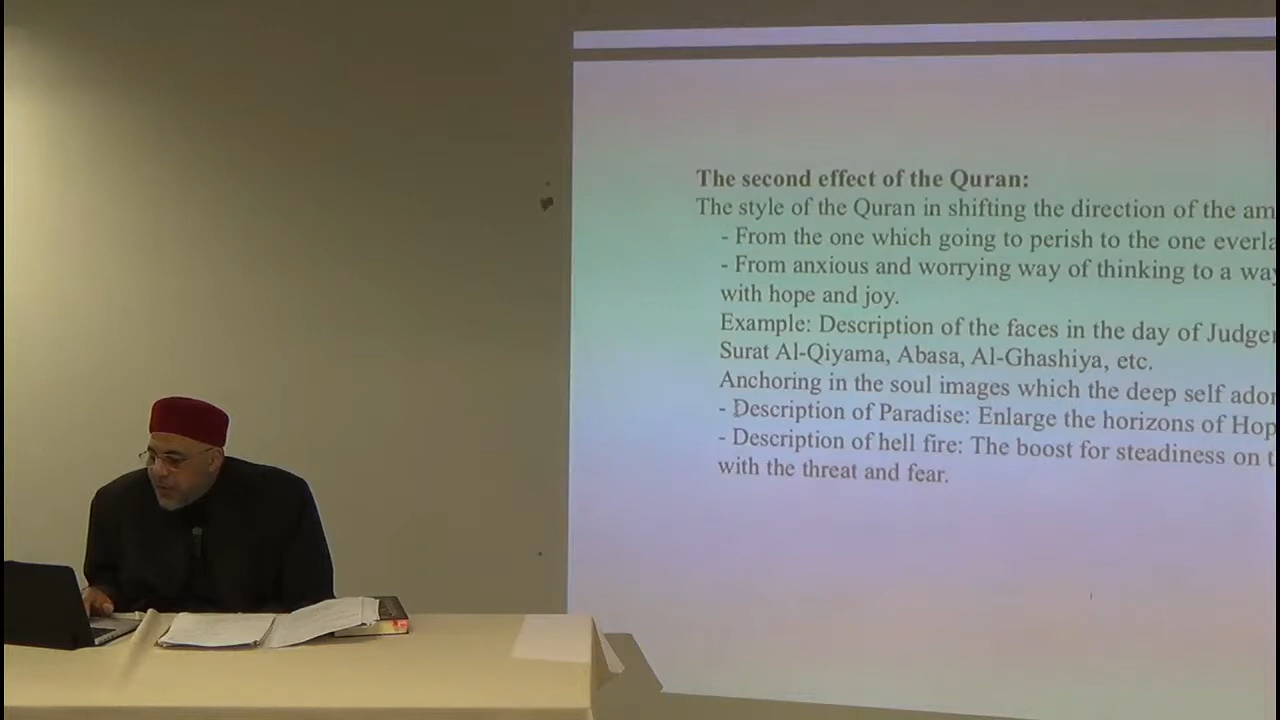 The second effect of the Quran:
The style of the Quran in shifting the direction of the am
- From the one which going to perish to the one everla
- From anxious and worrying way of thinking to a way
with hope and joy.
Example: Description of the faces in the day of Judge
Surat Al-Qiyama, Abasa, Al-Ghashiya, etc.
Anchoring in the soul images which the deep self ador
- Description of Paradise: Enlarge the horizons of Hop
- Description of hell fire: The boost for steadiness on t
with the threat and fear.